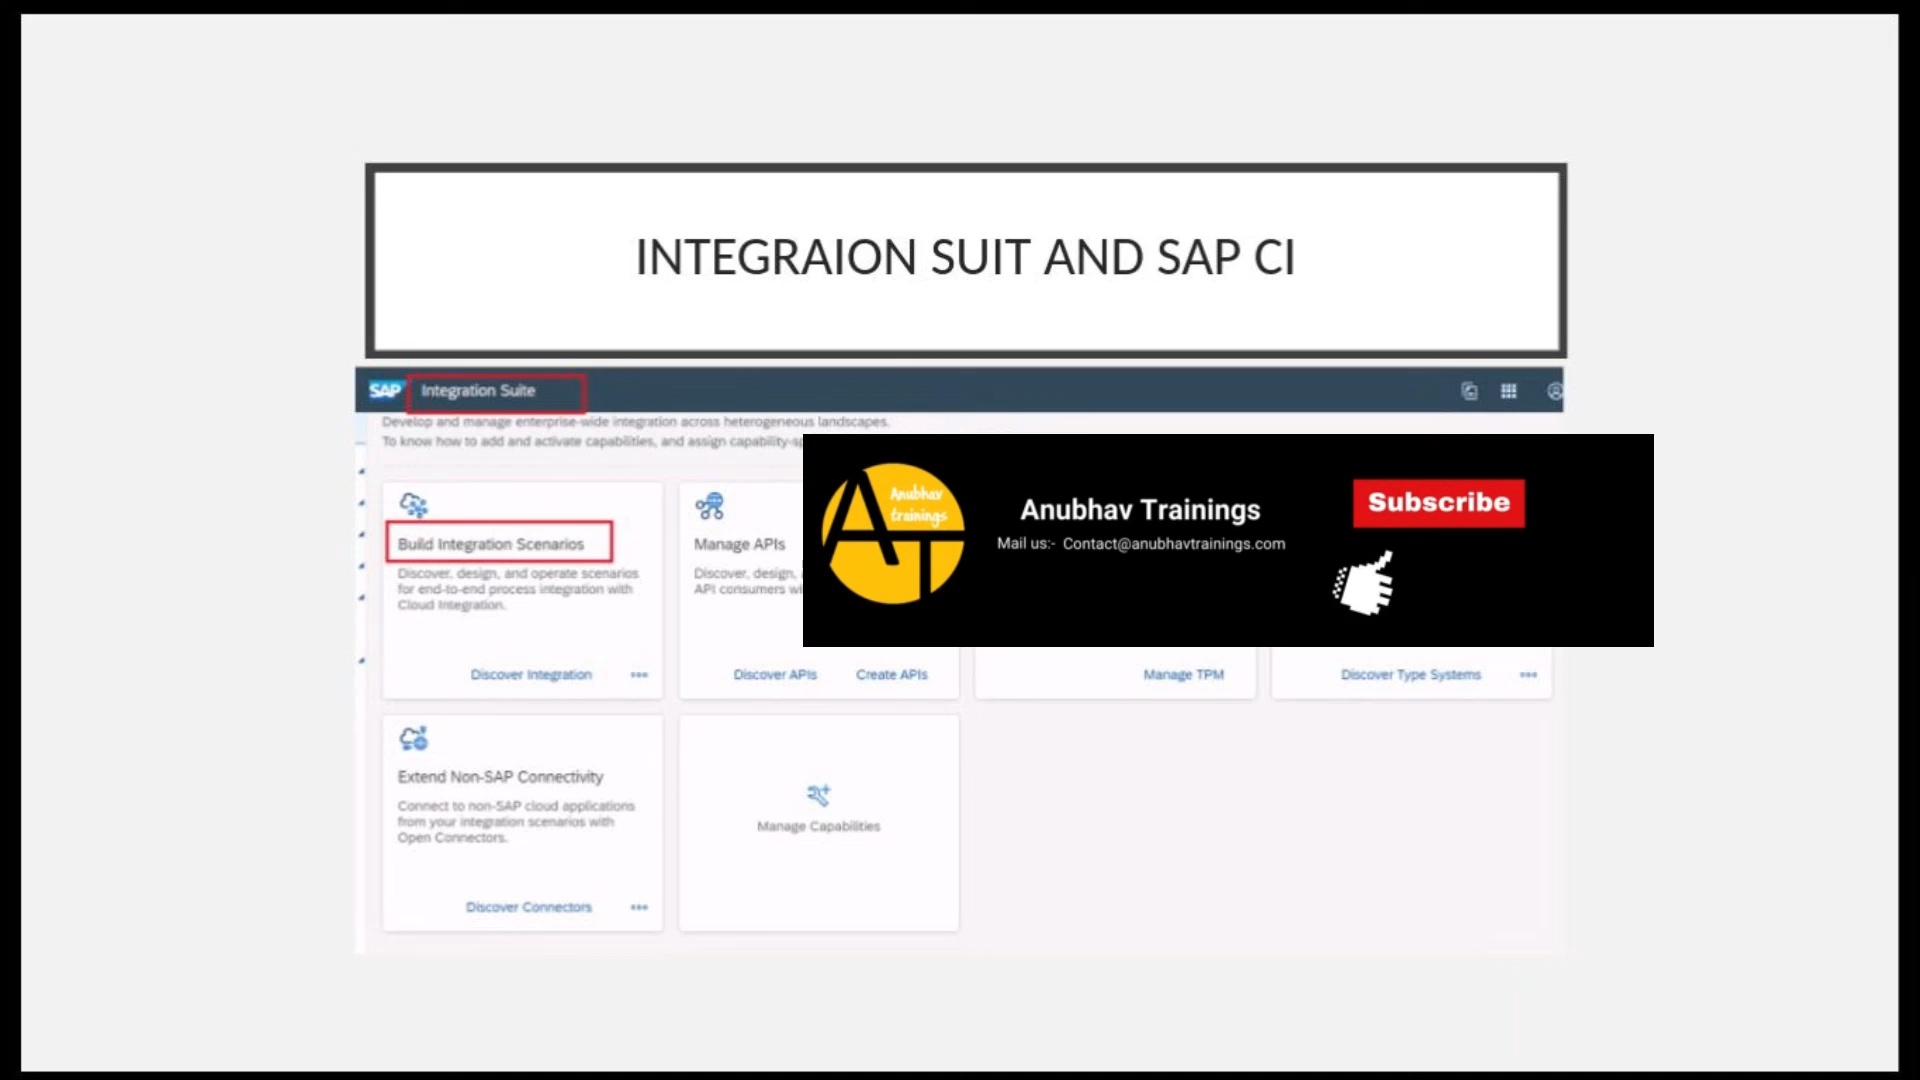 INTEGRAION SUIT AND SAP CI
SAP Integration Suite
Develop and manage enterprise-wide integration across heterogeneous landscapes.
To know how to add and activate capabilities, and assign
Build Integration Scenarios
Discover, design, and operate scenarios
for end-to-end process integration with
Cloud Integration.
Discover Integration
Manage APIs
Discover, design,
API consumers
Discover APIs Create APIs
Anubhav
trainings
Anubhav Trainings
Mail us:- Contact@anubhavtrainings.com
Subscribe
Manage TPM
Discover Type Systems
Extend Non-SAP Connectivity
Connect to non-SAP cloud applications
from your integration scenarios with
Open Connectors.
Discover Connectors
Manage Capabilities